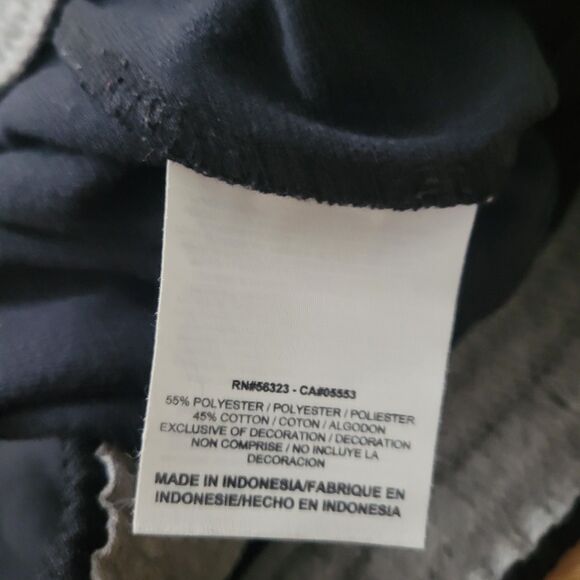 RN#56323 - CA#05553
55% POLYESTER / POLYESTER / POLIESTER
45% COTTON / COTON / ALGODON
EXCLUSIVE OF DECORATION / DECORATION
NON COMPRISE / NO INCLUYE LA
DECORACION
MADE IN INDONESIA/FABRIQUE EN
INDONESIE/HECHO EN INDONESIA